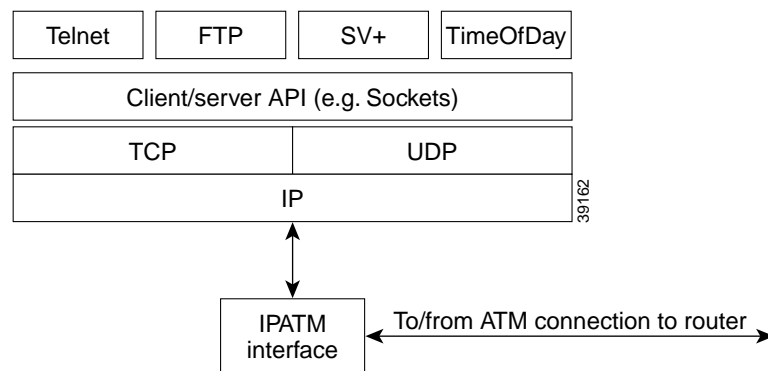 Telnet
FTP
SV+
TimeOfDay
Client/server API (e.g. Sockets)
TCP
UDP
IP
39162
IPATM
interface
To/from ATM connection to router